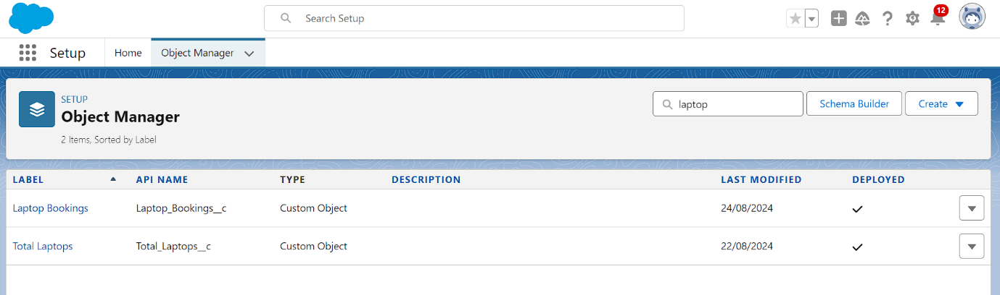 Search Setup
12
Setup
Home
Object Manager
SETUP
Object Manager
2 Items, Sorted by Label
laptop
Schema Builder
Create
LABEL API NAME TYPE DESCRIPTION LAST MODIFIED DEPLOYED
Laptop Bookings Laptop_Bookings__c Custom Object 24/08/2024
Total Laptops Total_Laptops__c Custom Object 22/08/2024